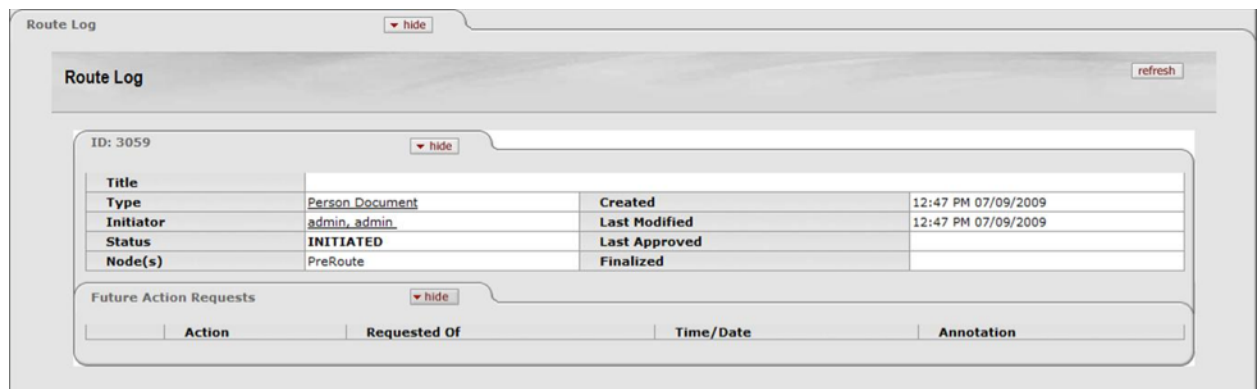 Route Log hide
Route Log refresh
ID: 3059 hide
Title
Type Person Document Created 12:47 PM 07/09/2009
Initiator admin, admin Last Modified 12:47 PM 07/09/2009
Status INITIATED Last Approved
Node(s) PreRoute Finalized
Future Action Requests hide
Action Requested Of Time/Date Annotation